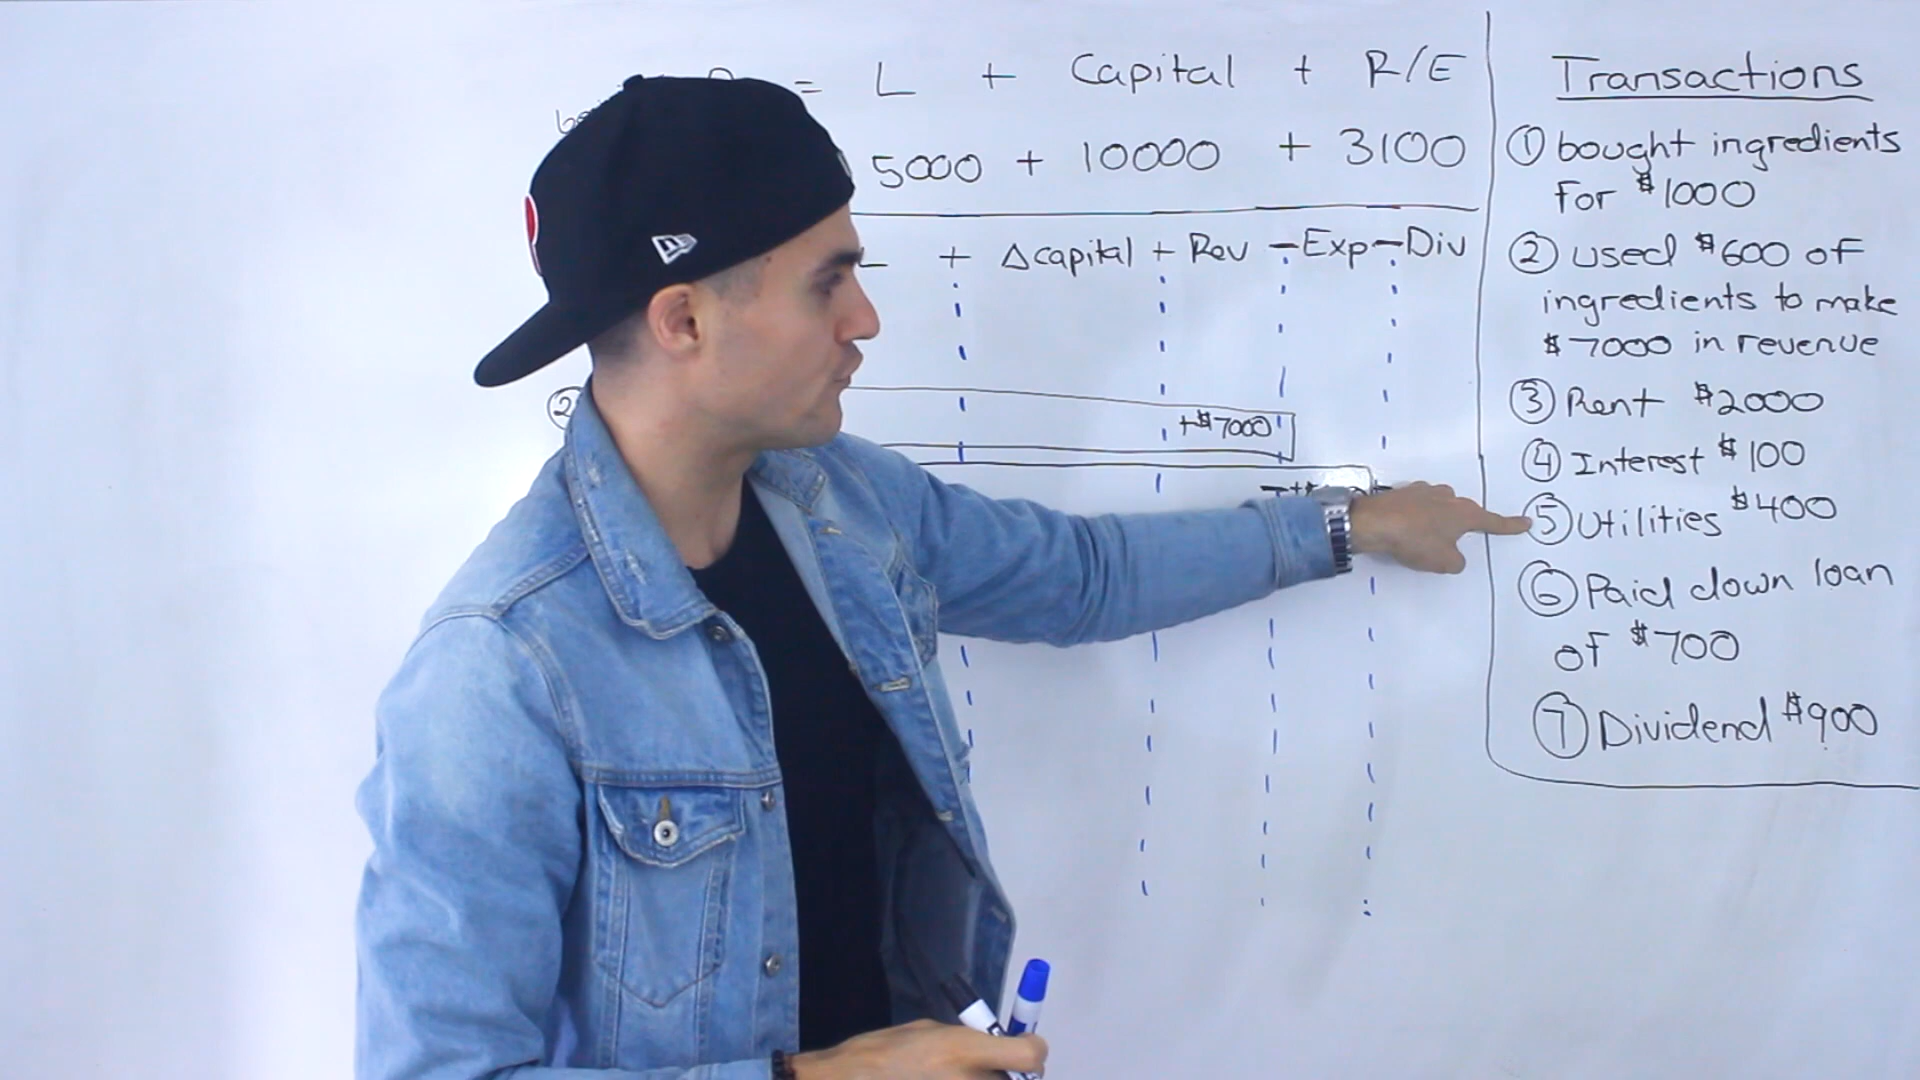 = L + Capital + R/E
5000 + 10000 + 3100
+ Δcapital + Rev - Exp - Div
②
+$7000
Transactions
① bought ingredients
for $1000
② used $600 of
ingredients to make
$7000 in revenue
③ Rent $2000
④ Interest $100
⑤ Utilities $400
⑥ Paid down loan
of $700
⑦ Dividend $900